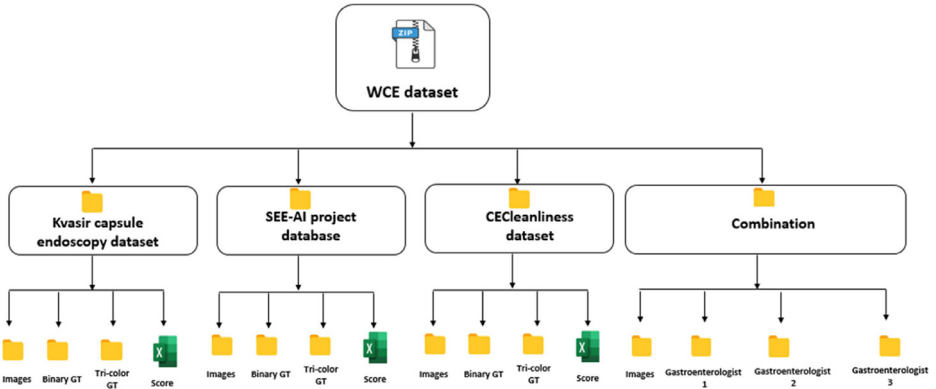 ZIP
WCE dataset
Kvasir capsule
endoscopy dataset
SEE-AI project
database
CECleanliness
dataset
Combination
Images
Binary GT
Tri-color
GT
Score
Images
Binary GT
Tri-color
GT
Score
Images
Binary GT
Tri-color
GT
Score
Images
Gastroenterologist
1
Gastroenterologist
2
Gastroenterologist
3